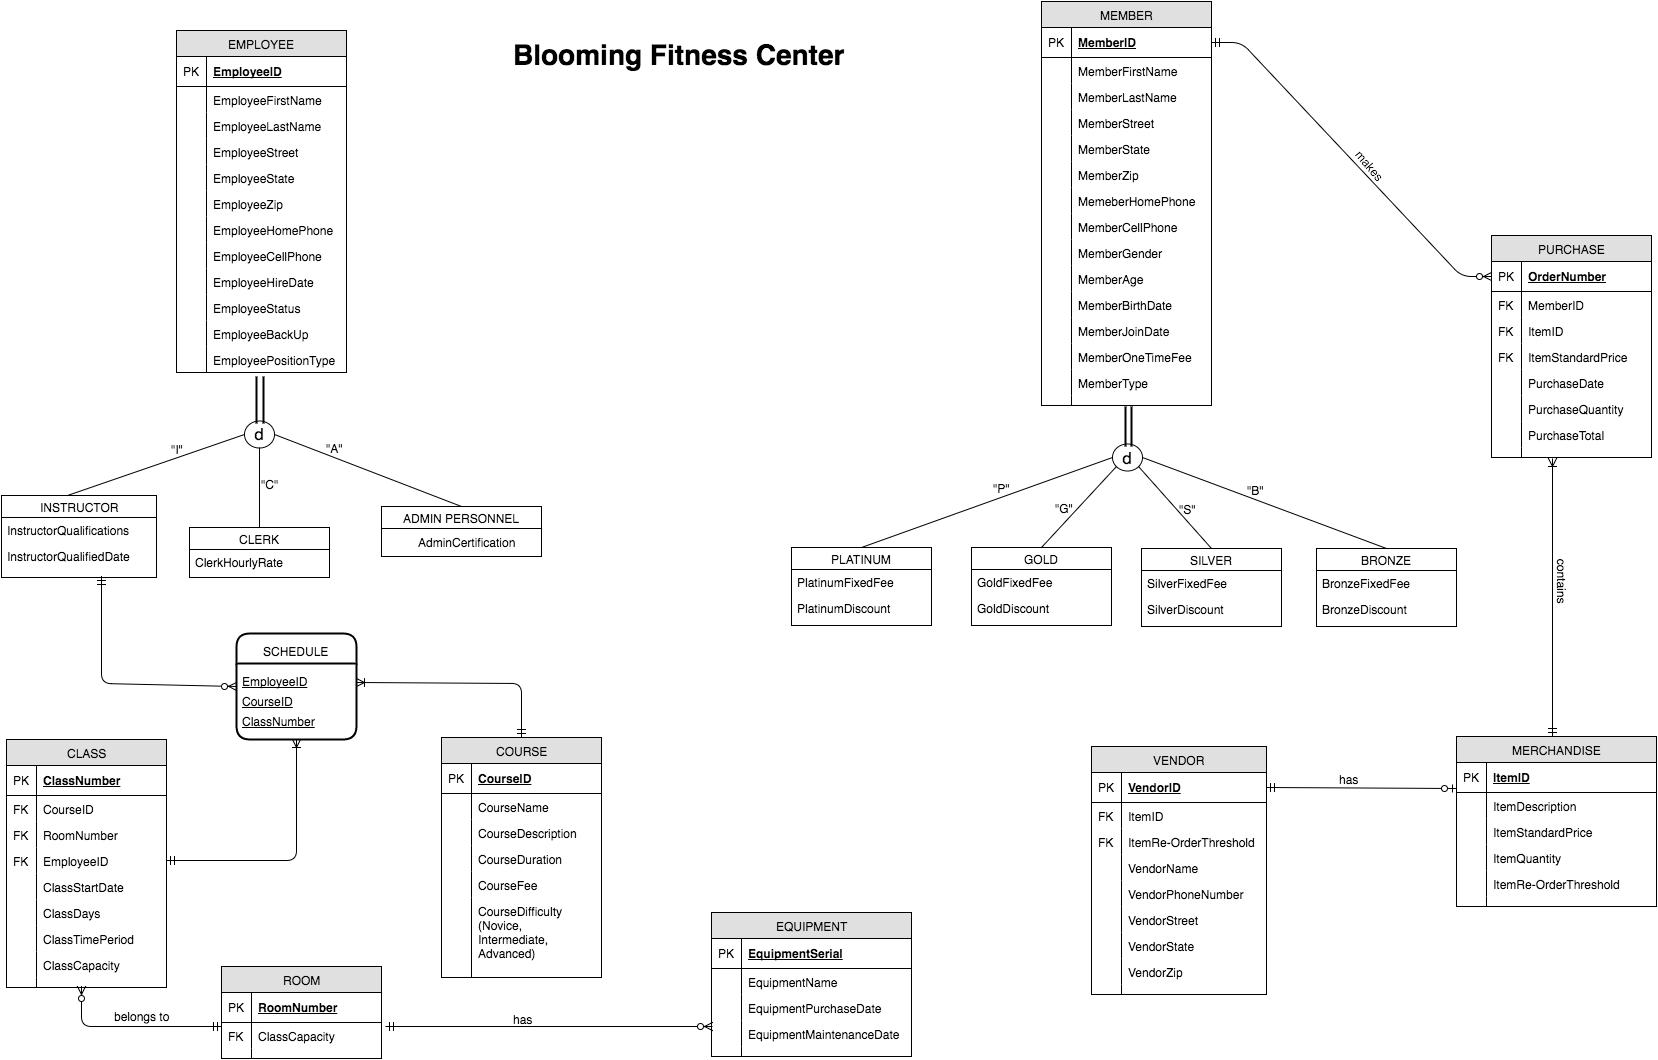 Blooming Fitness Center
EMPLOYEE
PK EmployeeID
EmployeeFirstName
EmployeeLastName
EmployeeStreet
EmployeeState
EmployeeZip
EmployeeHomePhone
EmployeeCellPhone
EmployeeHireDate
EmployeeStatus
EmployeeBackUp
EmployeePositionType
d
"I"
"C"
"A"
INSTRUCTOR
InstructorQualifications
InstructorQualifiedDate
CLERK
ClerkHourlyRate
ADMIN PERSONNEL
AdminCertification
MEMBER
PK MemberID
MemberFirstName
MemberLastName
MemberStreet
MemberState
MemberZip
MemeberHomePhone
MemberCellPhone
MemberGender
MemberAge
MemberBirthDate
MemberJoinDate
MemberOneTimeFee
MemberType
makes
d
"P"
"G"
"S"
"B"
PLATINUM
PlatinumFixedFee
PlatinumDiscount
GOLD
GoldFixedFee
GoldDiscount
SILVER
SilverFixedFee
SilverDiscount
BRONZE
BronzeFixedFee
BronzeDiscount
PURCHASE
PK OrderNumber
FK MemberID
FK ItemID
FK ItemStandardPrice
PurchaseDate
PurchaseQuantity
PurchaseTotal
contains
SCHEDULE
EmployeeID
CourseID
ClassNumber
CLASS
PK ClassNumber
FK CourseID
FK RoomNumber
FK EmployeeID
ClassStartDate
ClassDays
ClassTimePeriod
ClassCapacity
belongs to
COURSE
PK CourseID
CourseName
CourseDescription
CourseDuration
CourseFee
CourseDifficulty
(Novice,
Intermediate,
Advanced)
ROOM
PK RoomNumber
FK ClassCapacity
has
EQUIPMENT
PK EquipmentSerial
EquipmentName
EquipmentPurchaseDate
EquipmentMaintenanceDate
VENDOR
PK VendorID
FK ItemID
FK ItemRe-OrderThreshold
VendorName
VendorPhoneNumber
VendorStreet
VendorState
VendorZip
has
MERCHANDISE
PK ItemID
ItemDescription
ItemStandardPrice
ItemQuantity
ItemRe-OrderThreshold